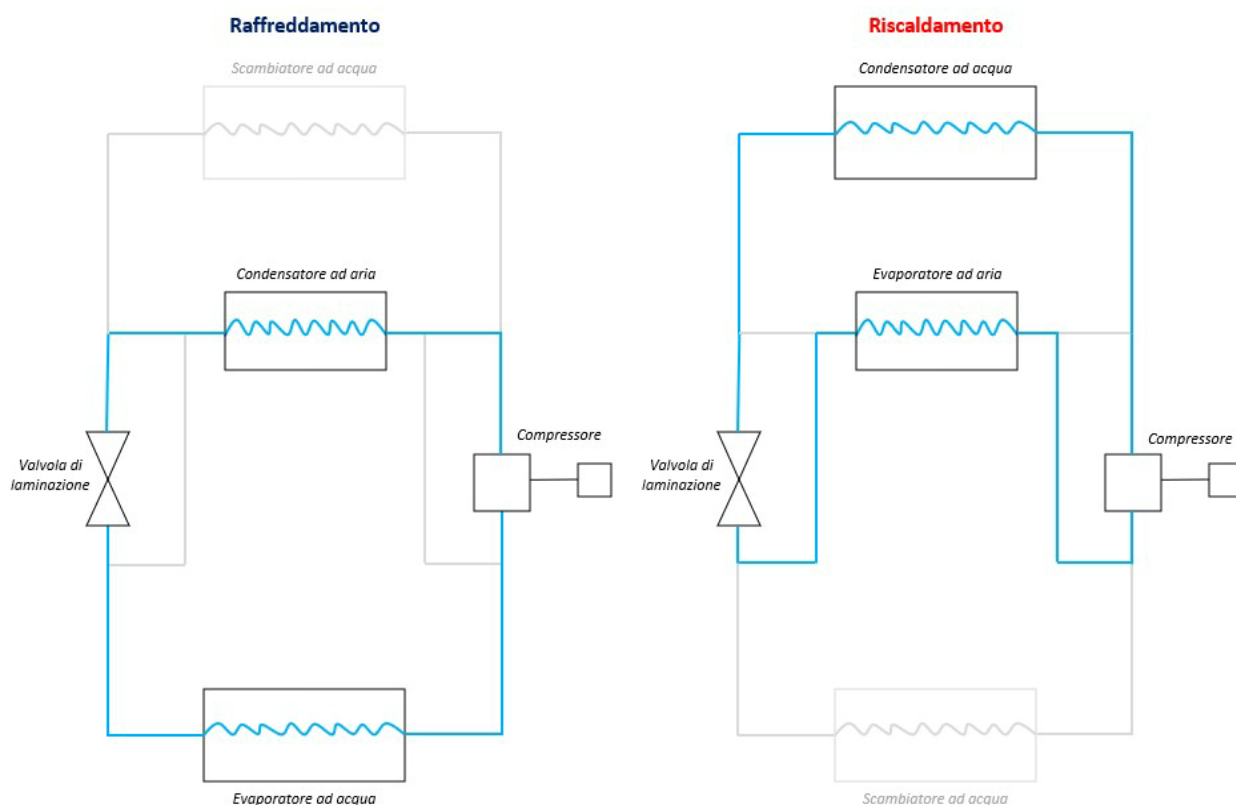 Raffreddamento
Scambiatore ad acqua
Condensatore ad aria
Compressore
Valvola di
laminazione
Evaporatore ad acqua
Riscaldamento
Condensatore ad acqua
Evaporatore ad aria
Compressore
Valvola di
laminazione
Scambiatore ad acqua